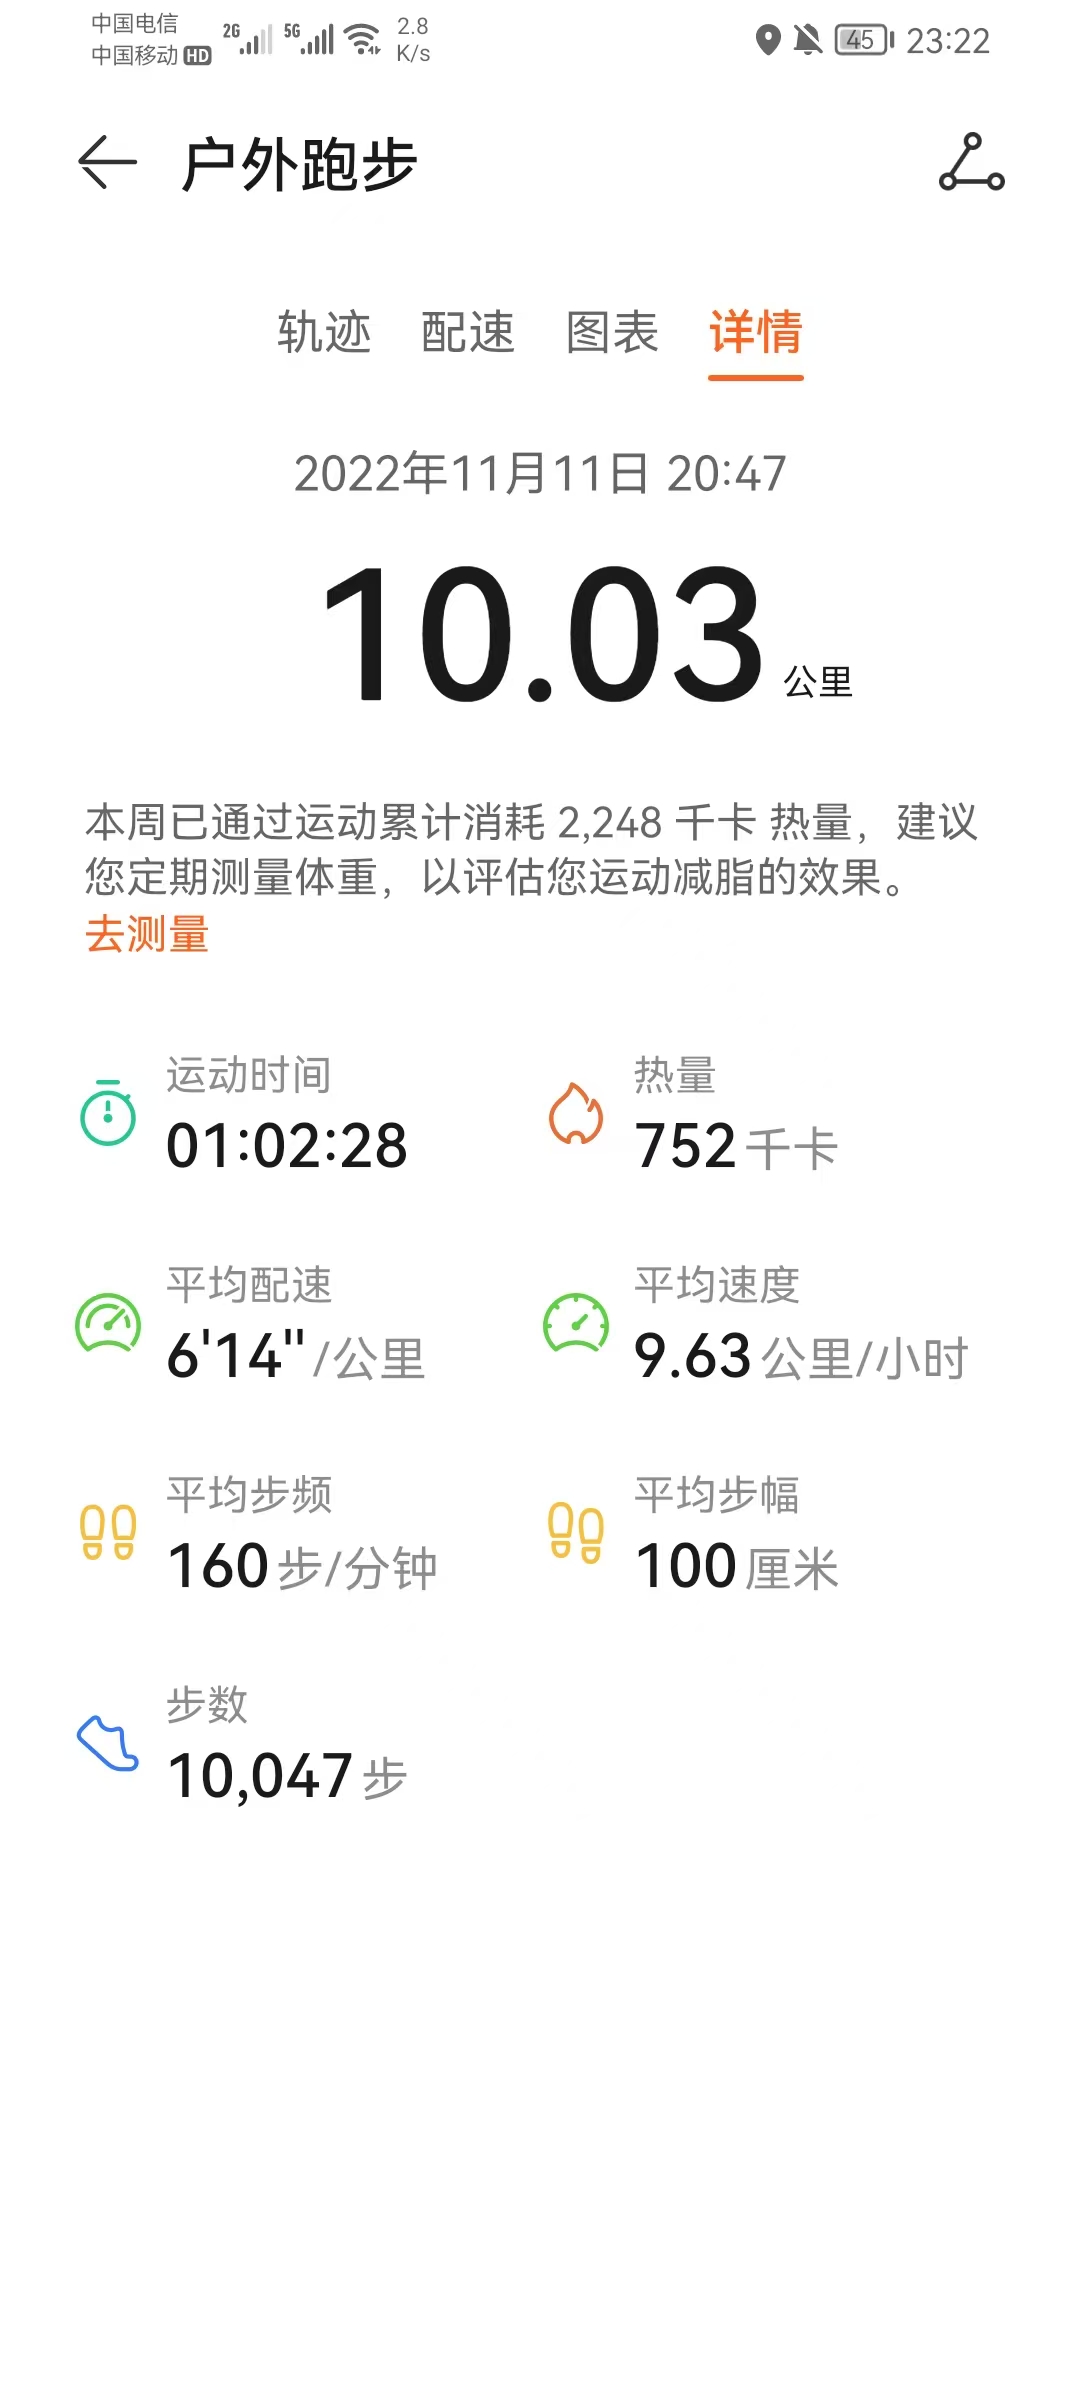 中国电信
中国移动 HD
2G
5G
2.8
K/s
45
23:22
户外跑步
轨迹 配速 图表 详情
2022年11月11日 20:47
10.03 公里
本周已通过运动累计消耗 2,248 千卡 热量，建议
您定期测量体重，以评估您运动减脂的效果。
去测量
运动时间
01:02:28
热量
752 千卡
平均配速
6'14" /公里
平均速度
9.63 公里/小时
平均步频
160 步/分钟
平均步幅
100 厘米
步数
10,047 步